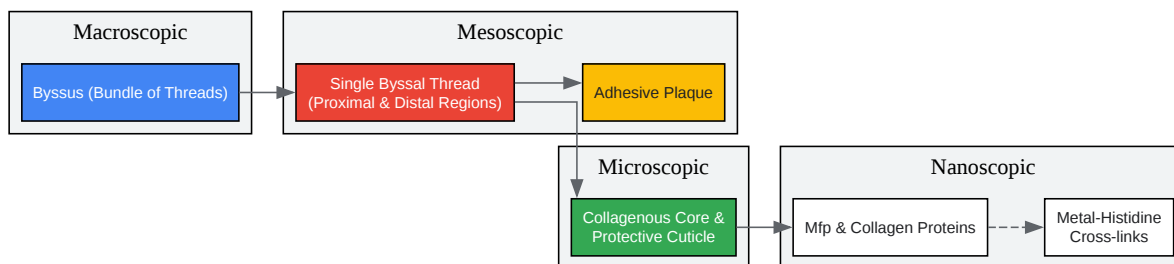 Macroscopic
Byssus (Bundle of Threads)
Mesoscopic
Single Byssal Thread
(Proximal & Distal Regions)
Adhesive Plaque
Microscopic
Collagenous Core &
Protective Cuticle
Nanoscopic
Mfp & Collagen Proteins
Metal-Histidine
Cross-links